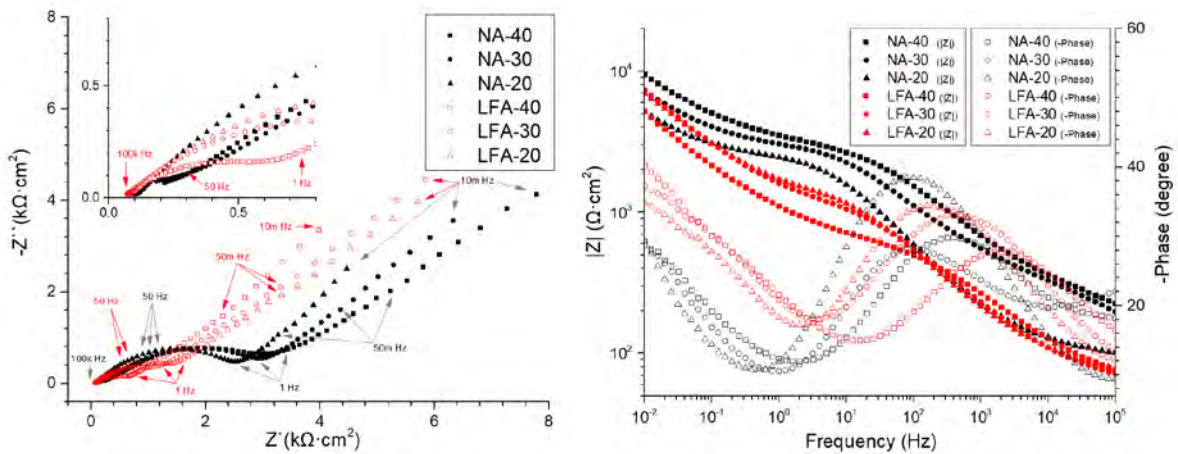 8
6
4
2
0
-Z``(kΩ·cm²)
0.5
0.0
0.0
0.5
100k Hz
50 Hz
1 Hz
NA-40
NA-30
NA-20
LFA-40
LFA-30
LFA-20
10m Hz
10m Hz
50m Hz
50 Hz
50 Hz
100k Hz
50m Hz
1 Hz
1 Hz
0
2
4
6
8
Z`(kΩ·cm²)
NA-40 (|Z|)
NA-30 (|Z|)
NA-20 (|Z|)
LFA-40 (|Z|)
LFA-30 (|Z|)
LFA-20 (|Z|)
NA-40 (-Phase)
NA-30 (-Phase)
NA-20 (-Phase)
LFA-40 (-Phase)
LFA-30 (-Phase)
LFA-20 (-Phase)
10⁴
10³
10²
|Z| (Ω·cm²)
60
40
20
-Phase (degree)
10⁻²
10⁻¹
10⁰
10¹
10²
10³
10⁴
10⁵
Frequency (Hz)